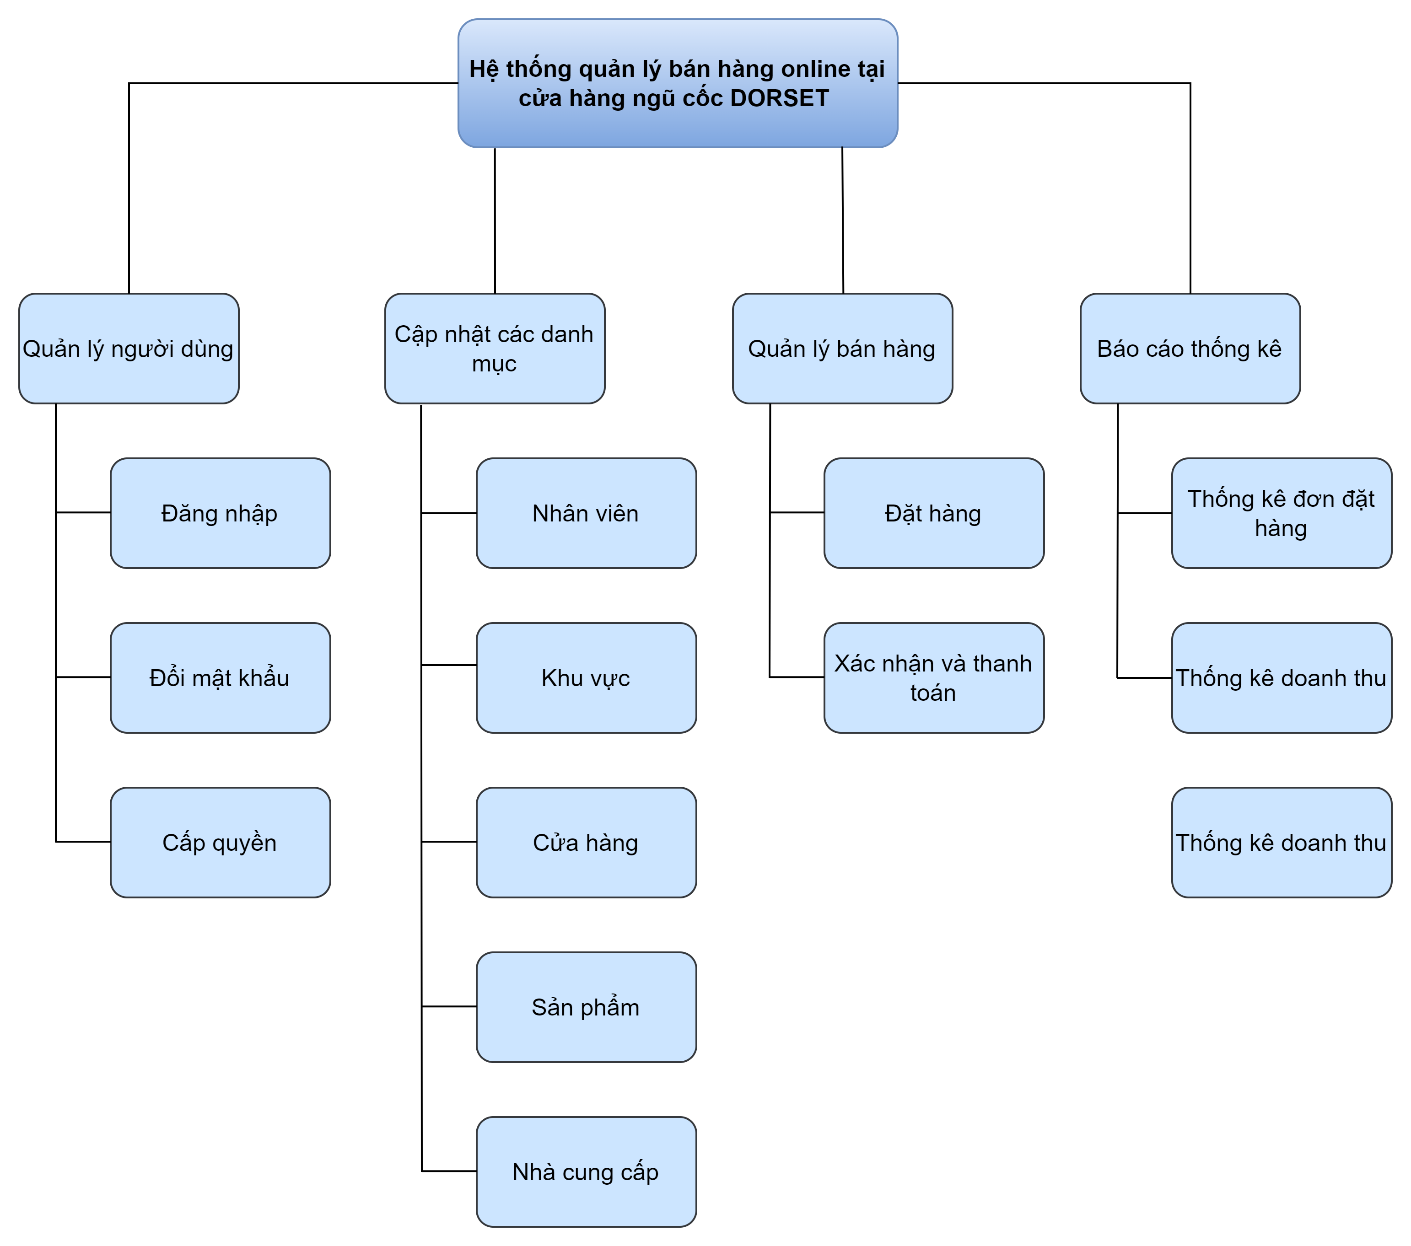 Hệ thống quản lý bán hàng online tại
cửa hàng ngũ cốc DORSET
Quản lý người dùng
Cập nhật các danh
mục
Quản lý bán hàng
Báo cáo thống kê
Đăng nhập
Nhân viên
Đặt hàng
Thống kê đơn đặt
hàng
Đổi mật khẩu
Khu vực
Xác nhận và thanh
toán
Thống kê doanh thu
Cấp quyền
Cửa hàng
Thống kê doanh thu
Sản phẩm
Nhà cung cấp